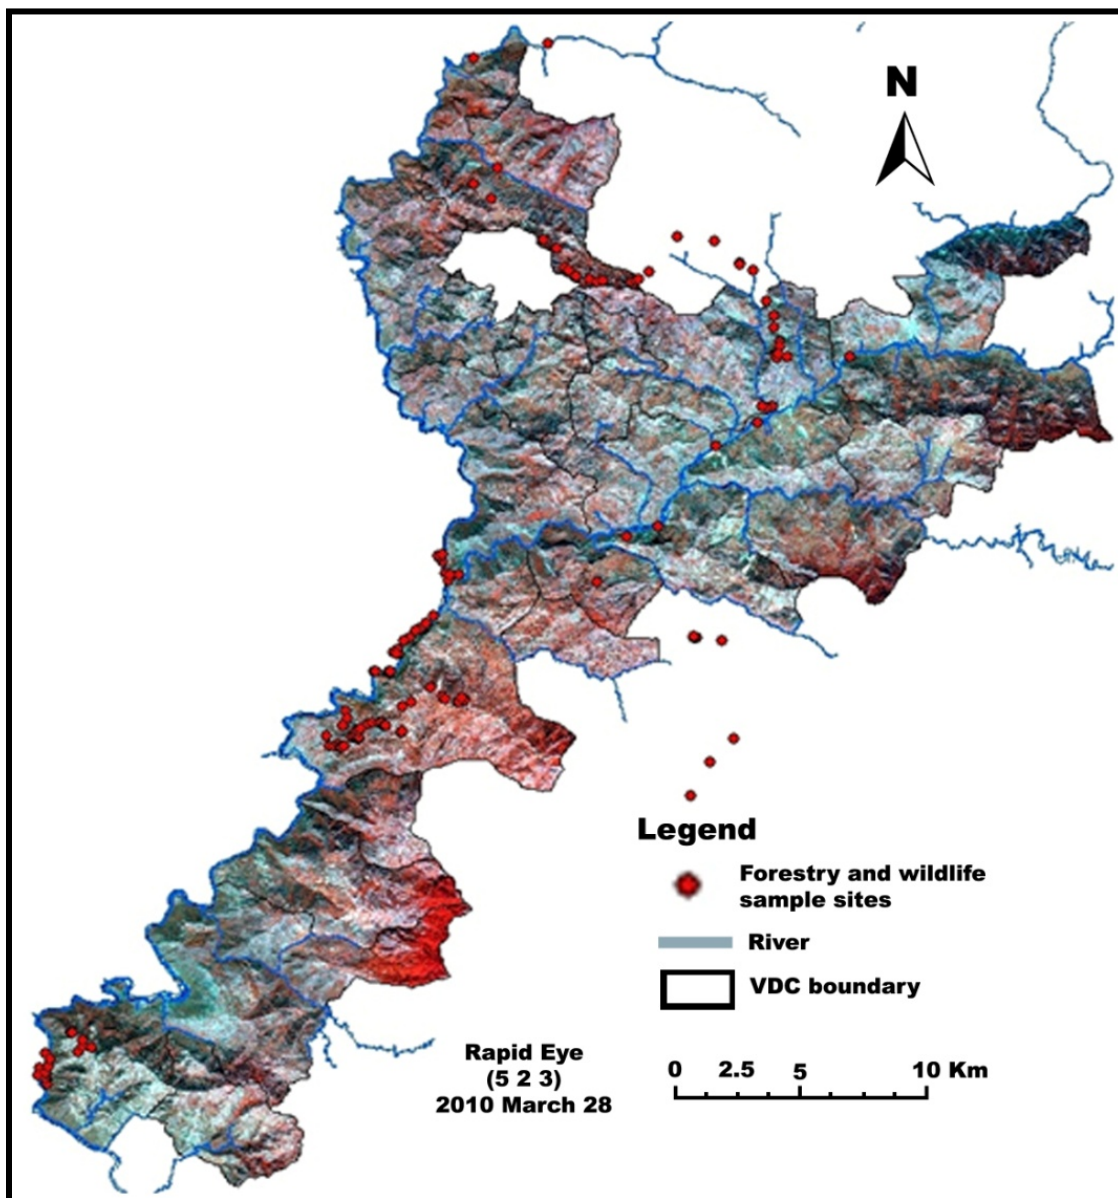 N
Legend
Forestry and wildlife
sample sites
River
VDC boundary
Rapid Eye
(5 2 3)
2010 March 28
0 2.5 5 10 Km